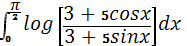 ∫₀^(π/2) log [(3 + 5cosx)/(3 + 5sinx)] dx